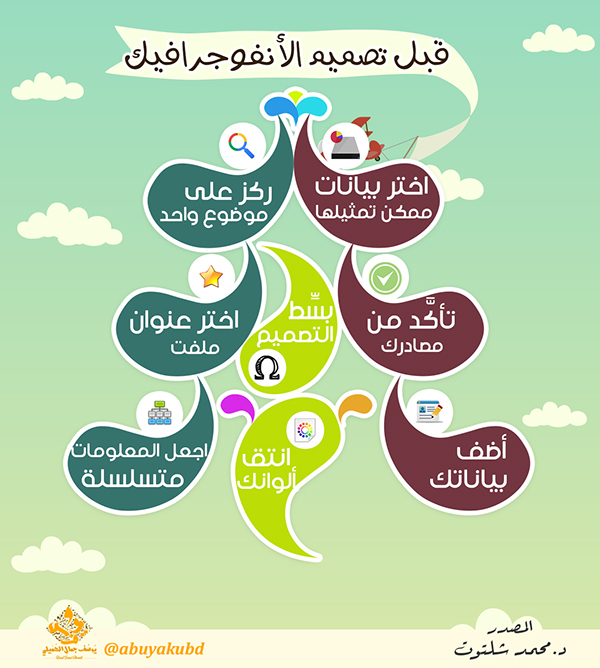 قبل تصميم الأنفوجرافيك
اختر بيانات
ممكن تمثيلها
ركز على
موضوع واحد
تأكَّد من
مصادرك
بسِّط
التصميم
اختر عنوان
ملفت
أضف
بياناتك
انتق
ألوانك
اجعل المعلومات
متسلسلة
المصدر
د.محمد شلتوت
@abuyakubd